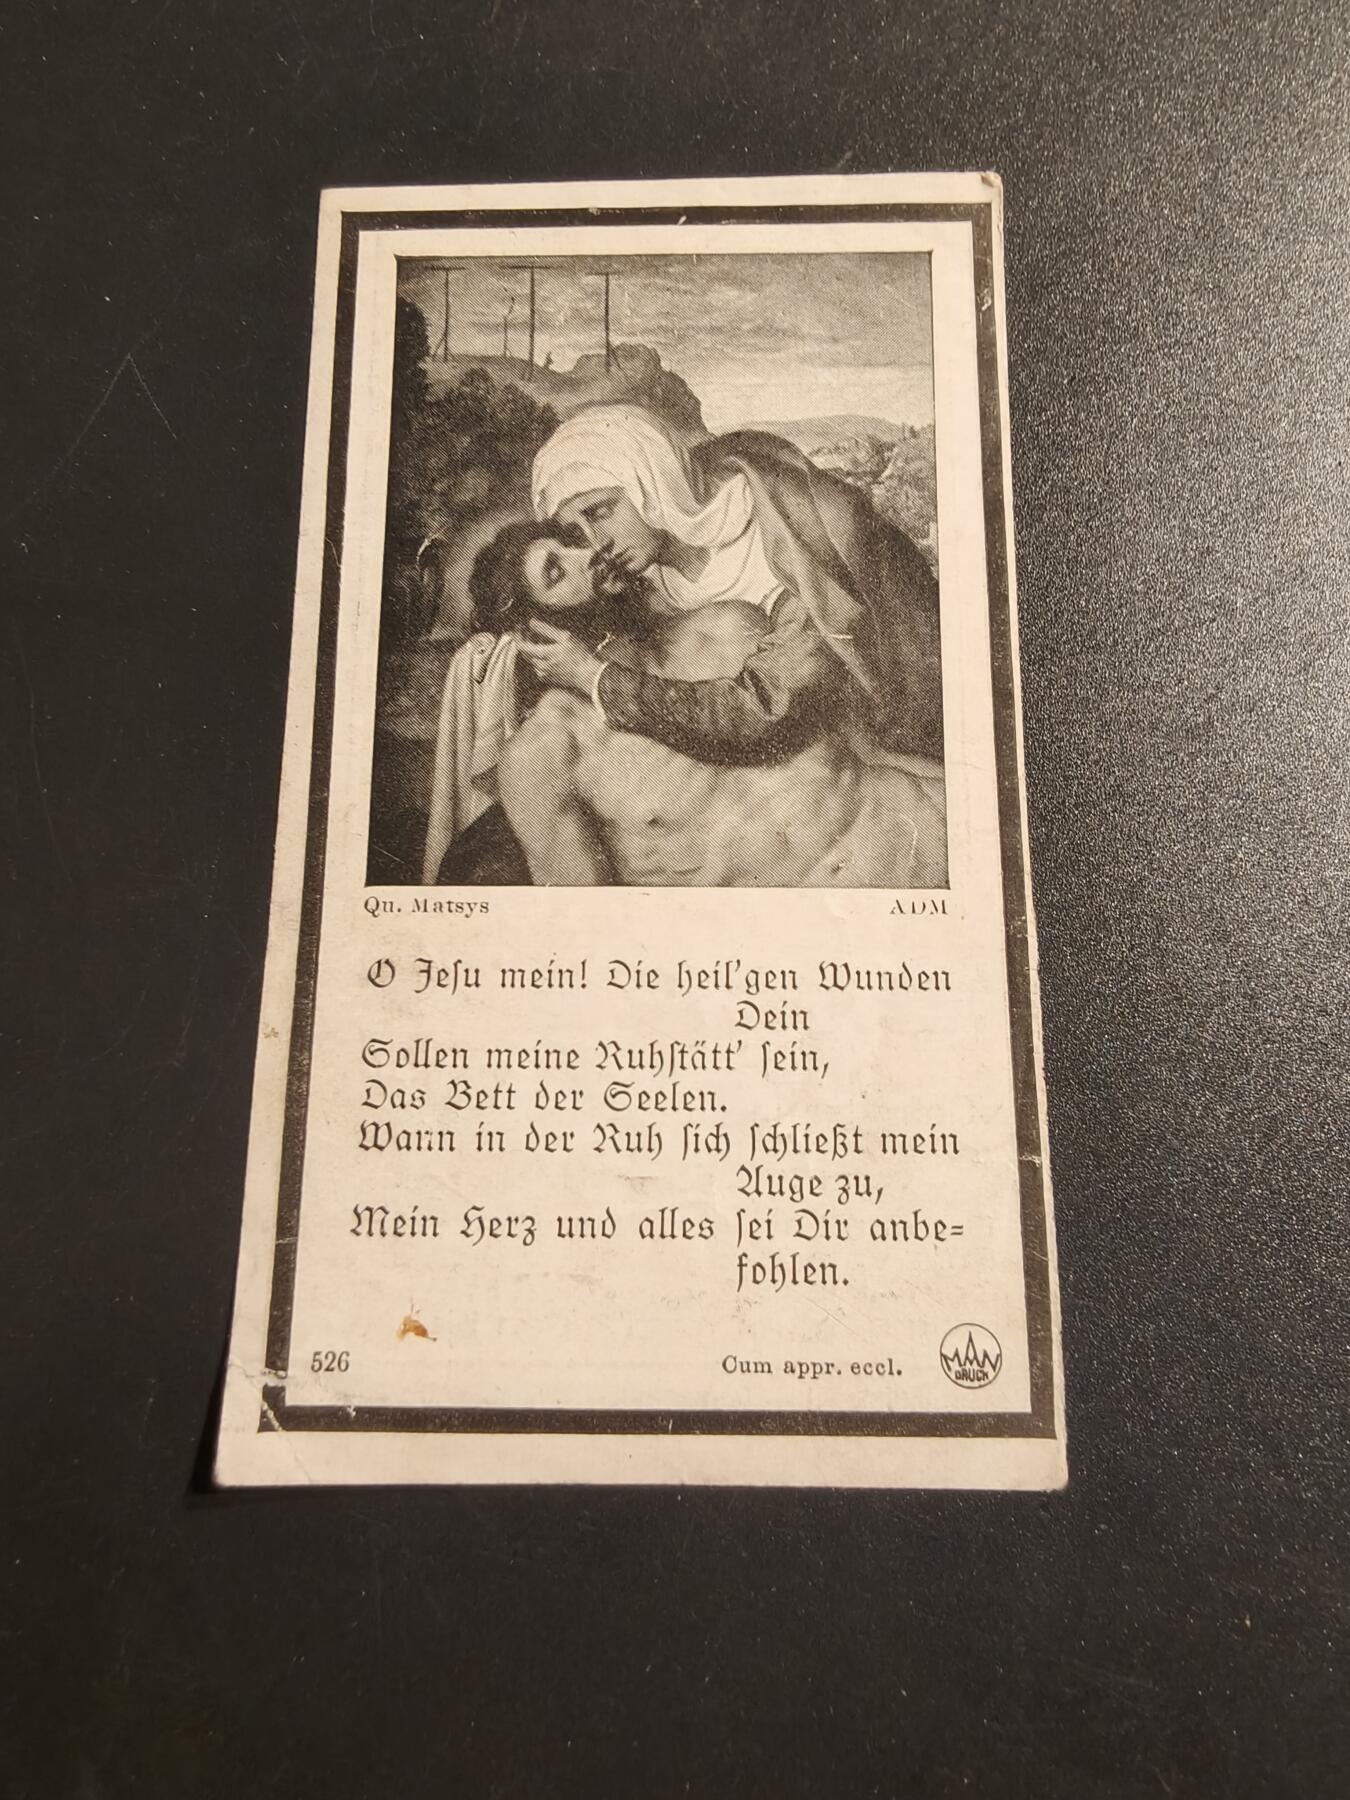 Qu. Matsys
ADM
O Jeſu mein! Die heil'gen Wunden
Dein
Sollen meine Ruhſtätt' ſein,
Das Bett der Seelen.
Wann in der Ruh ſich ſchließt mein
Auge zu,
Mein Herz und alles ſei Dir anbe=
fohlen.
526
Cum appr. eccl.
MAN
DRUCK